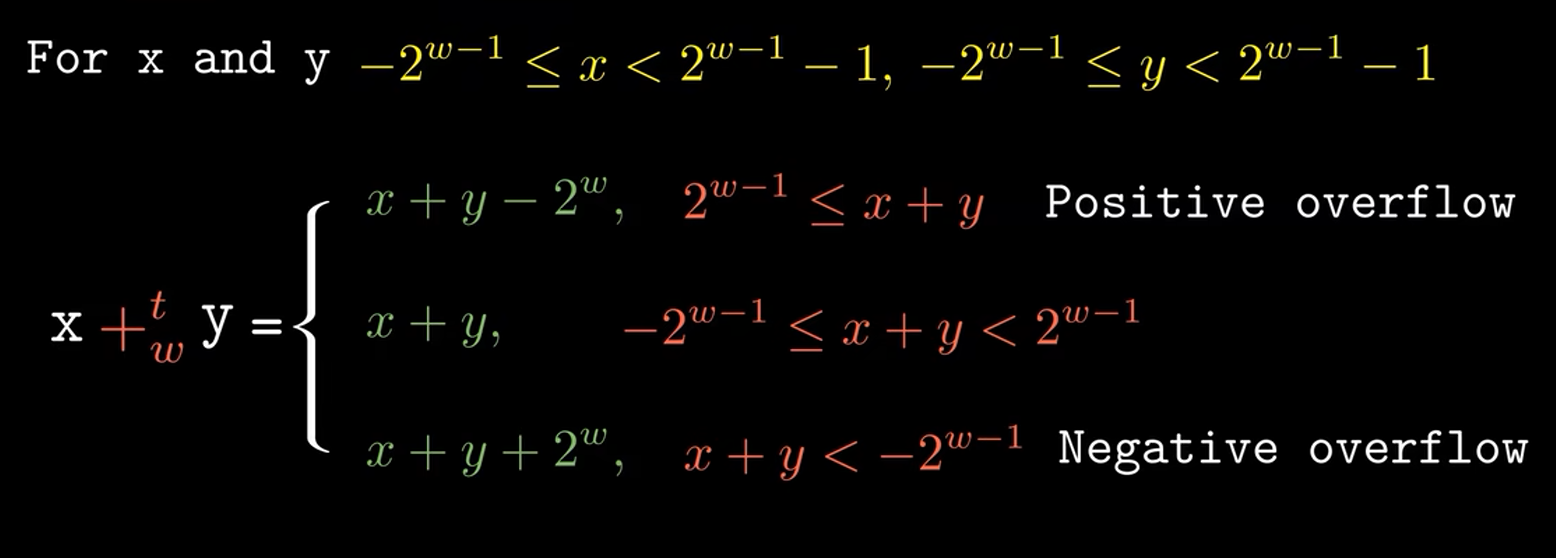 For x and y −2^{w−1} ≤ x < 2^{w−1} − 1, −2^{w−1} ≤ y < 2^{w−1} − 1
x + y − 2^w, 2^{w−1} ≤ x + y Positive overflow
x +^t_w y = { x + y, −2^{w−1} ≤ x + y < 2^{w−1}
x + y + 2^w, x + y < −2^{w−1} Negative overflow